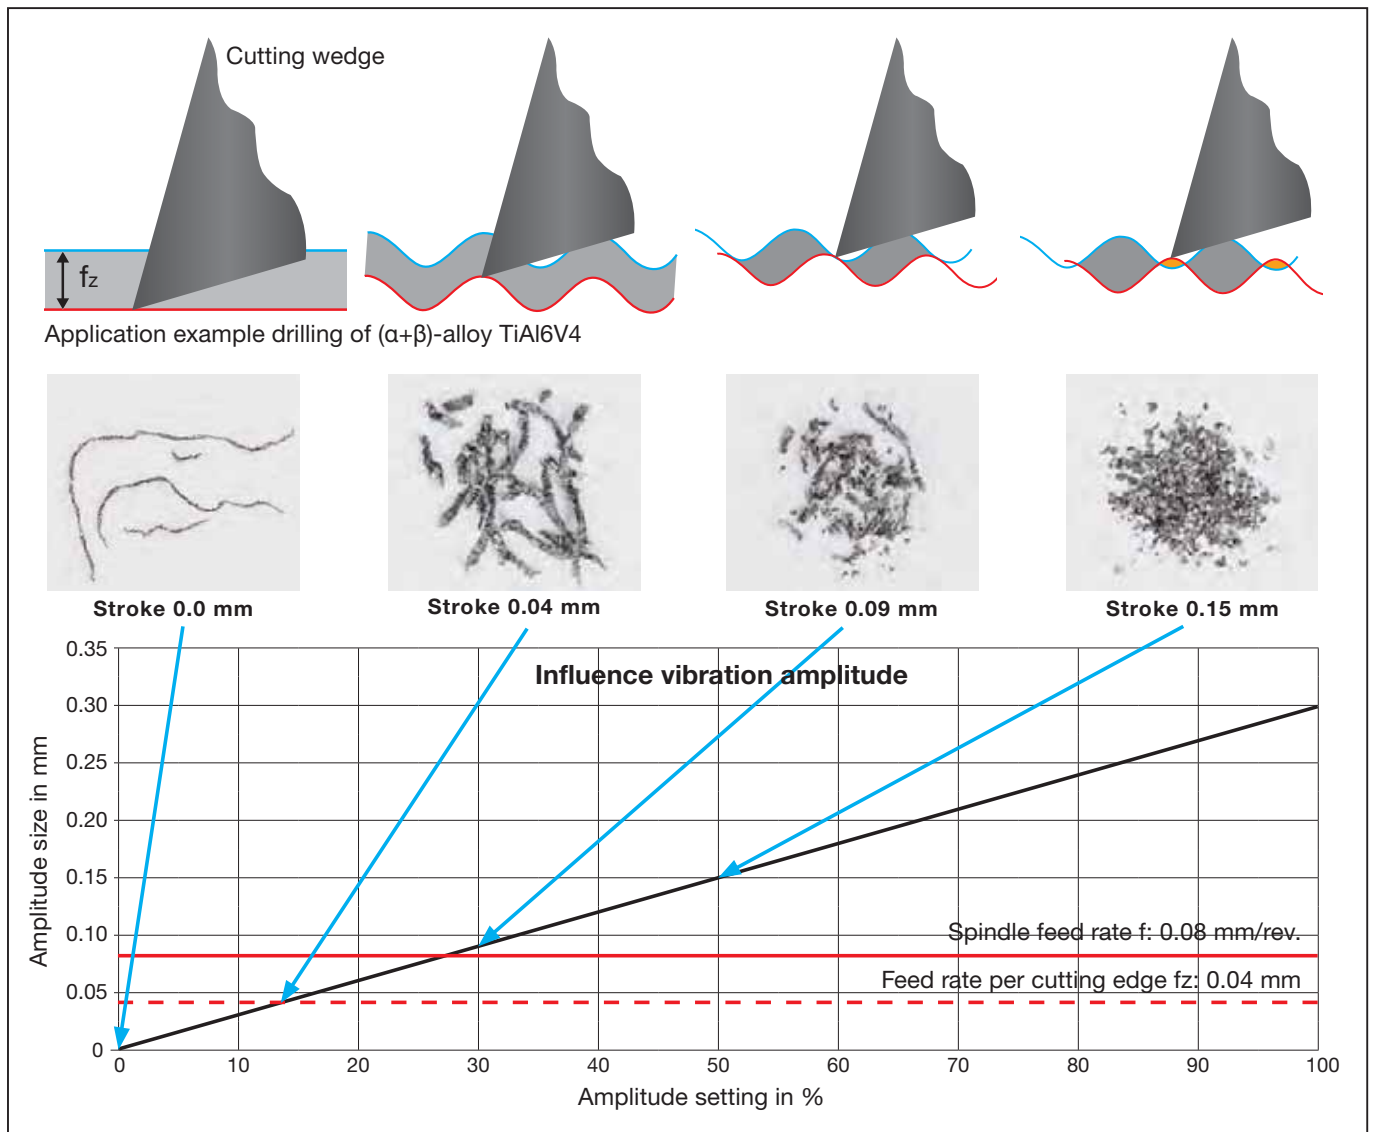 Cutting wedge
fz
Application example drilling of (α+β)-alloy TiAl6V4
Stroke 0.0 mm
Stroke 0.04 mm
Stroke 0.09 mm
Stroke 0.15 mm
Influence vibration amplitude
Amplitude size in mm
0.35
0.30
0.25
0.20
0.15
0.10
0.05
0
Spindle feed rate f: 0.08 mm/rev.
Feed rate per cutting edge fz: 0.04 mm
0 10 20 30 40 50 60 70 80 90 100
Amplitude setting in %